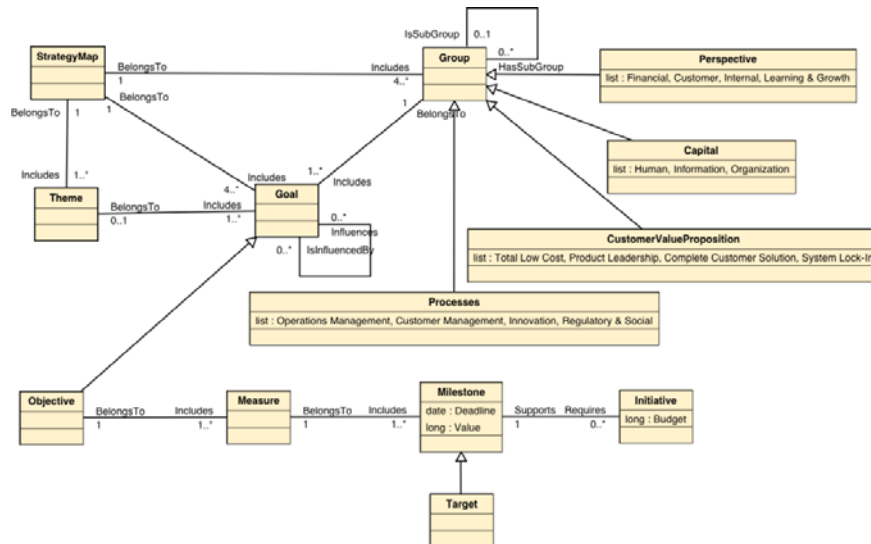 IsSubGroup
0..1
0..*
StrategyMap
BelongsTo
1
Includes
4..*
Group
HasSubGroup
Perspective
list : Financial, Customer, Internal, Learning & Growth
BelongsTo
1
BelongsTo
1
1
BelongsTo
Capital
list : Human, Information, Organization
Includes
1..*
Includes
4..*
1..*
Includes
Theme
BelongsTo
0..1
Includes
1..*
Goal
0..*
Influences
0..*
IsInfluencedBy
CustomerValueProposition
list : Total Low Cost, Product Leadership, Complete Customer Solution, System Lock-In
Processes
list : Operations Management, Customer Management, Innovation, Regulatory & Social
Objective
BelongsTo
1
Includes
1..*
Measure
BelongsTo
1
Includes
1..*
Milestone
date : Deadline
long : Value
Supports
1
Requires
0..*
Initiative
long : Budget
Target